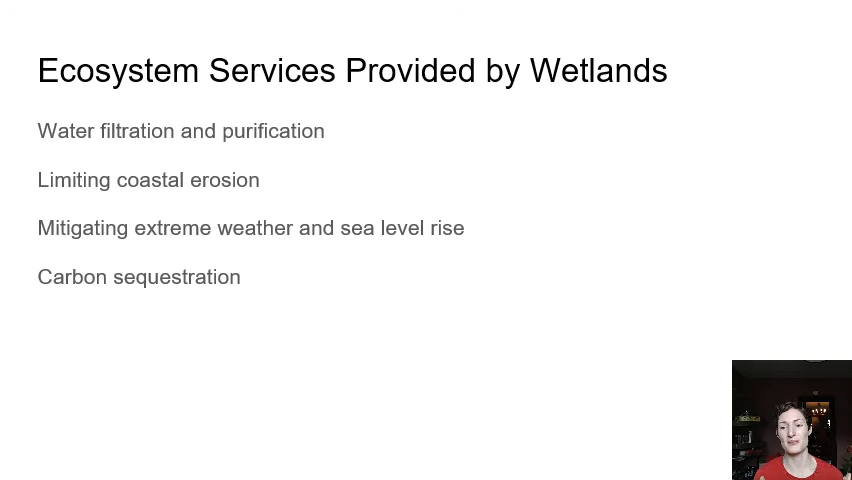 Ecosystem Services Provided by Wetlands
Water filtration and purification
Limiting coastal erosion
Mitigating extreme weather and sea level rise
Carbon sequestration